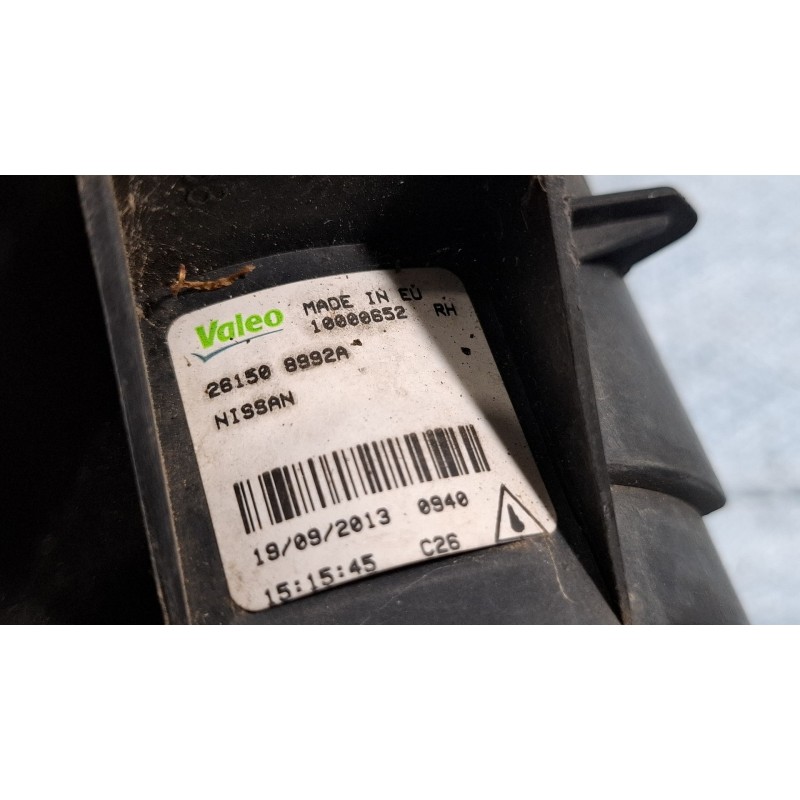 Valeo MADE IN EU
10000652 RH
26150 8992A
NISSAN
19/09/2013 0940
15:15:45 C26